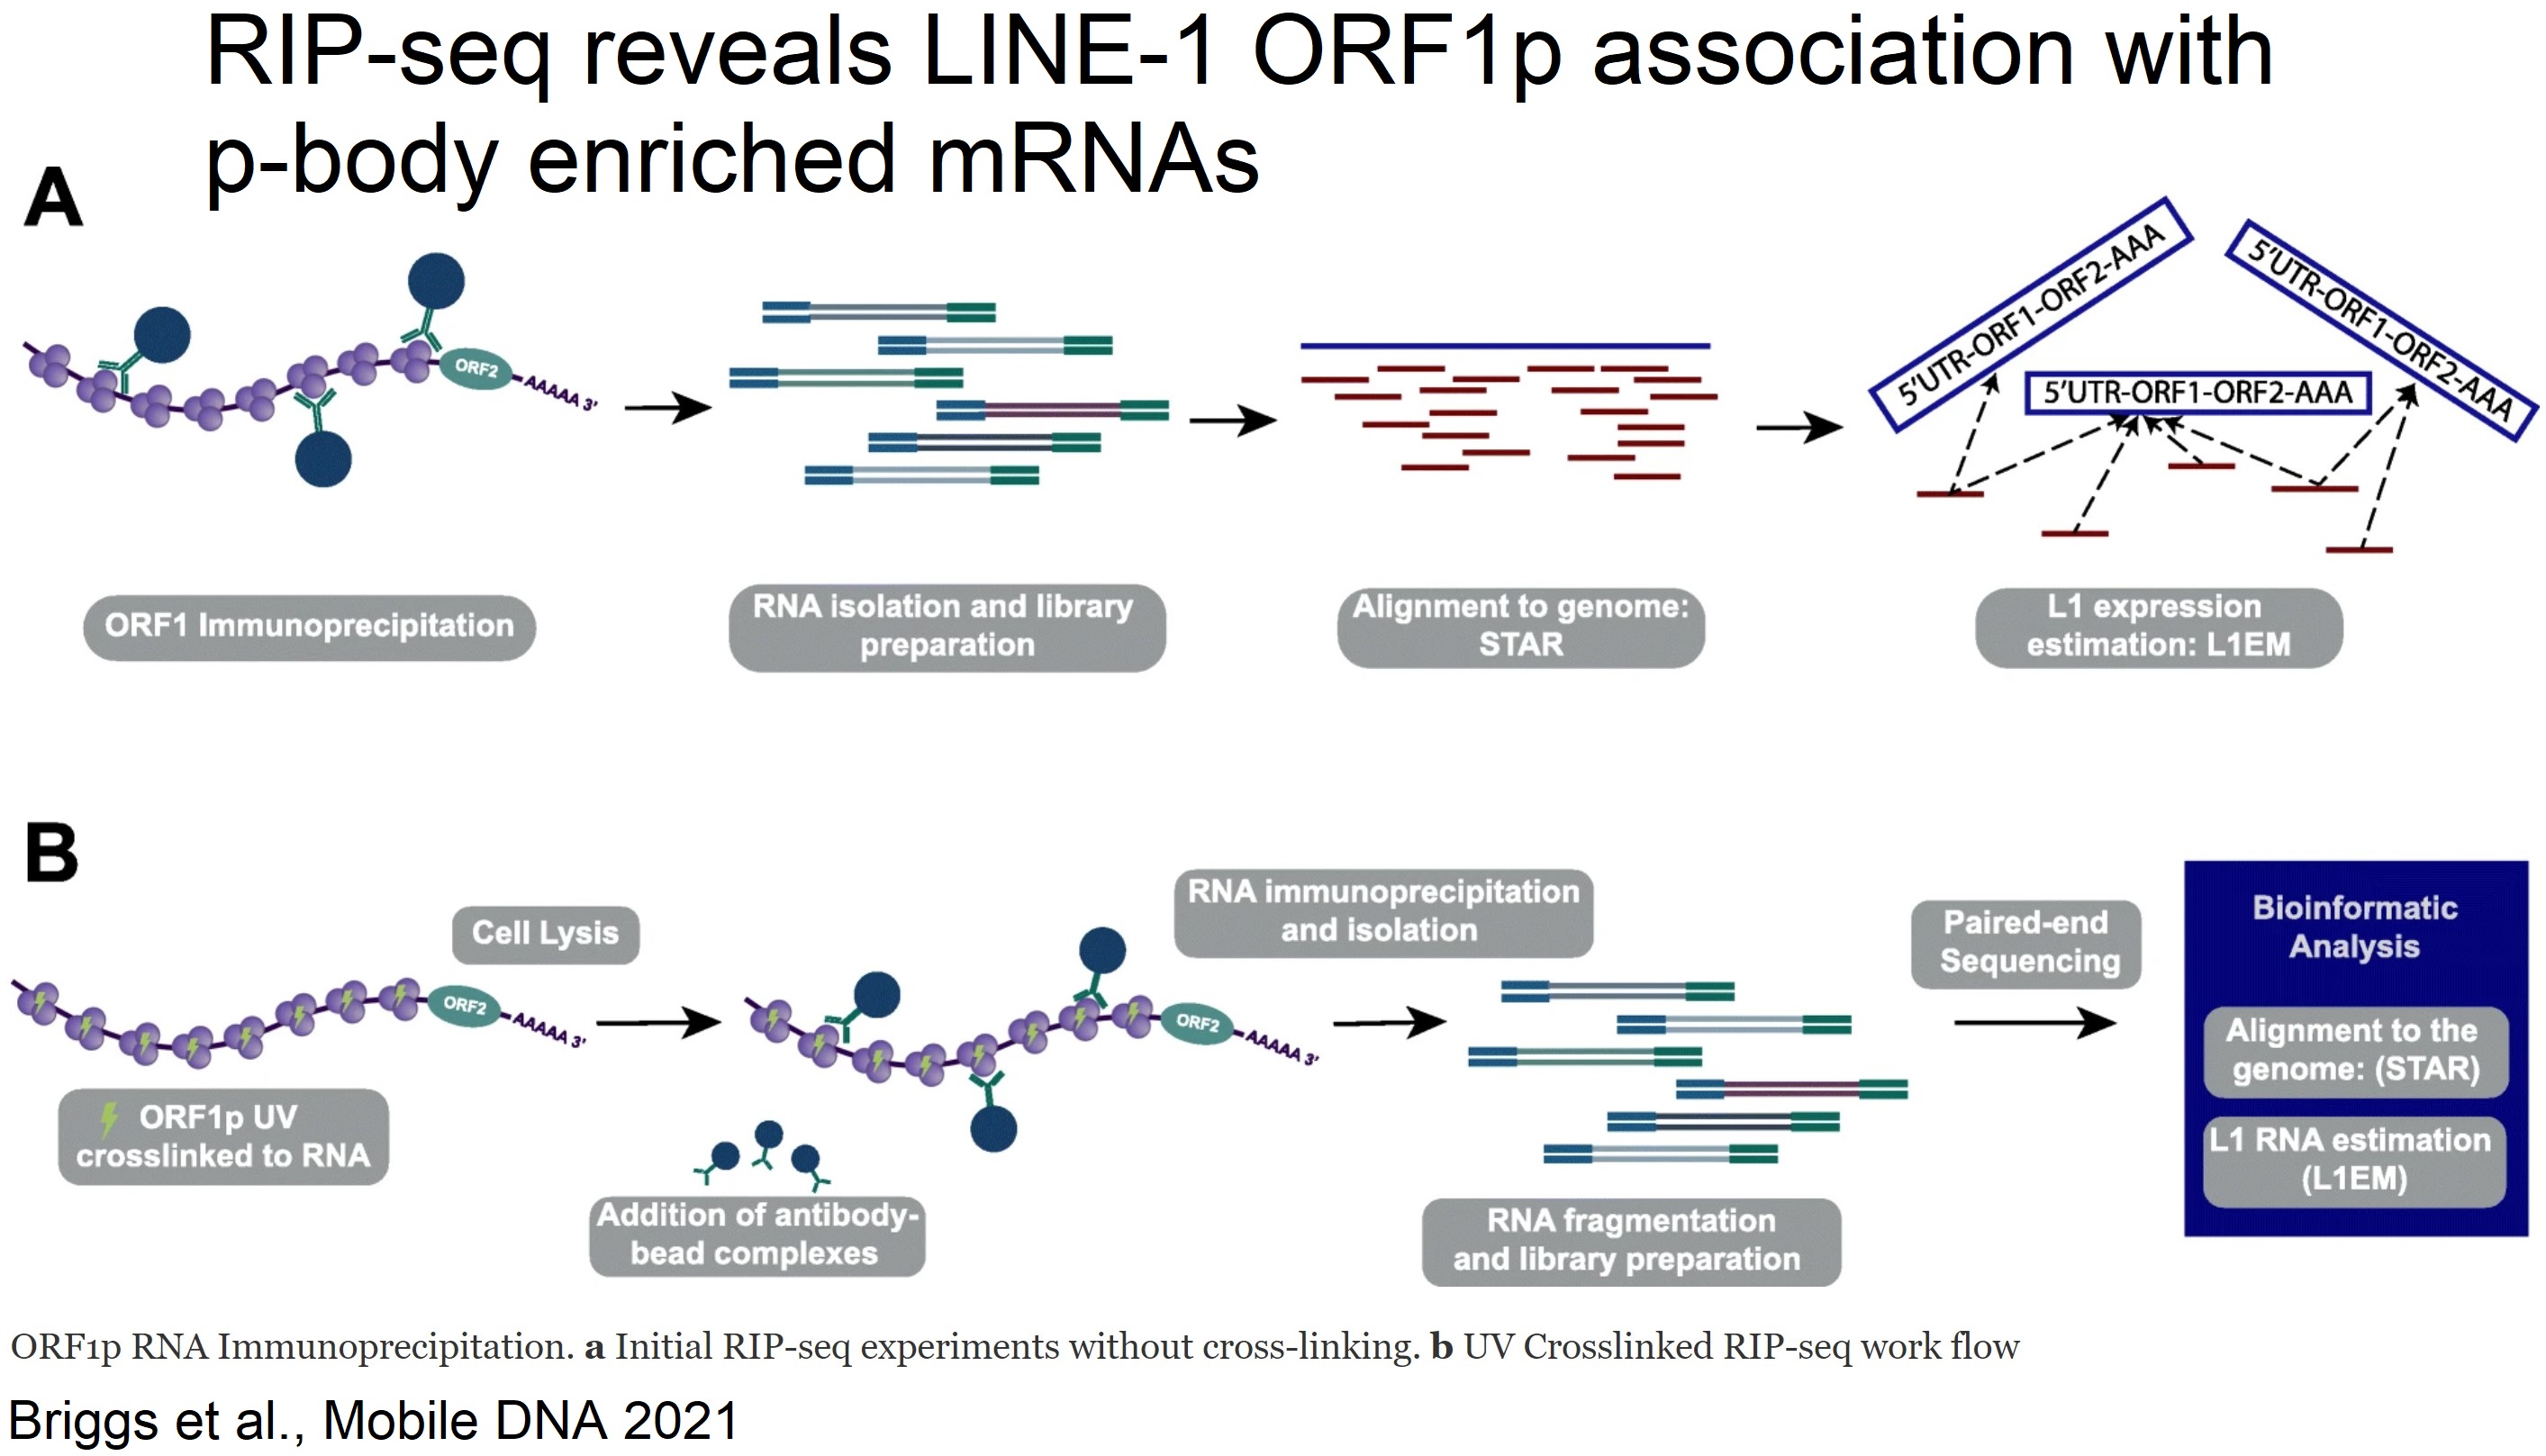 RIP-seq reveals LINE-1 ORF1p association with
p-body enriched mRNAs
A
ORF2
AAAAA 3'
5'UTR-ORF1-ORF2-AAA
5'UTR-ORF1-ORF2-AAA
5'UTR-ORF1-ORF2-AAA
ORF1 Immunoprecipitation
RNA isolation and library
preparation
Alignment to genome:
STAR
L1 expression
estimation: L1EM
B
Cell Lysis
ORF2
AAAAA 3'
ORF1p UV
crosslinked to RNA
ORF2
AAAAA 3'
Addition of antibody-
bead complexes
RNA immunoprecipitation
and isolation
RNA fragmentation
and library preparation
Paired-end
Sequencing
Bioinformatic
Analysis
Alignment to the
genome: (STAR)
L1 RNA estimation
(L1EM)
ORF1p RNA Immunoprecipitation. a Initial RIP-seq experiments without cross-linking. b UV Crosslinked RIP-seq work flow
Briggs et al., Mobile DNA 2021